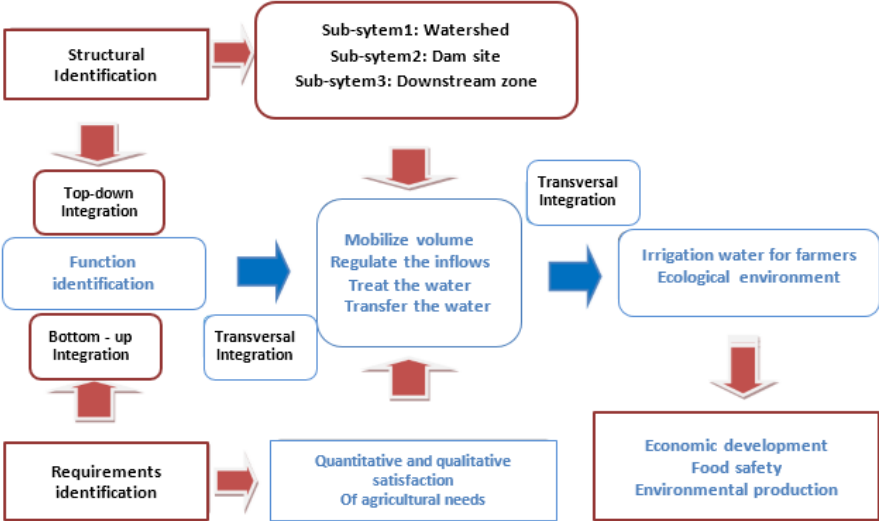 Structural
Identification
Sub-sytem1: Watershed
Sub-sytem2: Dam site
Sub-sytem3: Downstream zone
Top-down
Integration
Transversal
Integration
Function
identification
Mobilize volume
Regulate the inflows
Treat the water
Transfer the water
Irrigation water for farmers
Ecological environment
Bottom - up
Integration
Transversal
Integration
Requirements
identification
Quantitative and qualitative
satisfaction
Of agricultural needs
Economic development
Food safety
Environmental production